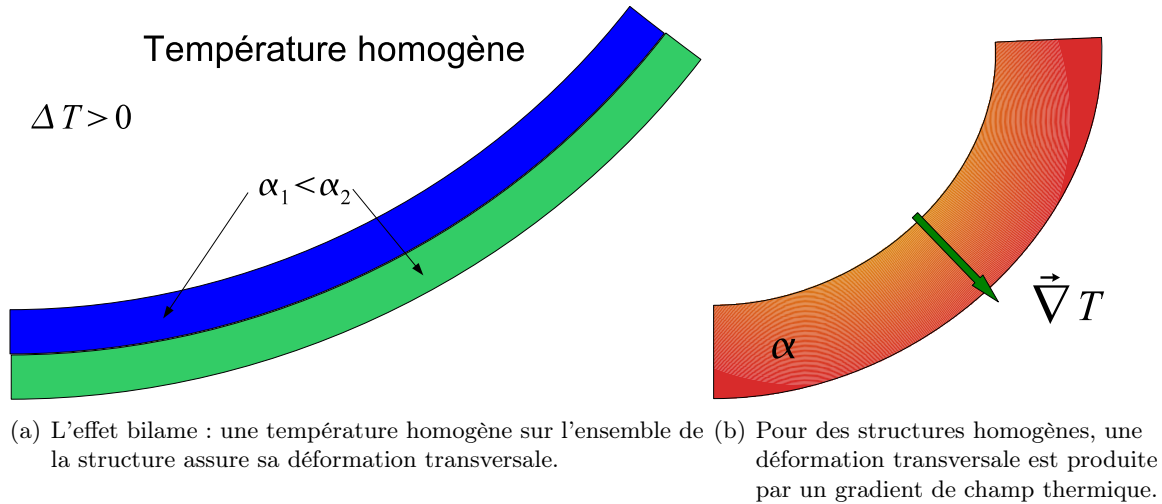 Température homogène
Δ T > 0
α₁ < α₂
∇⃗ T
α
(a) L'effet bilame : une température homogène sur l'ensemble de
la structure assure sa déformation transversale.
(b) Pour des structures homogènes, une
déformation transversale est produite
par un gradient de champ thermique.